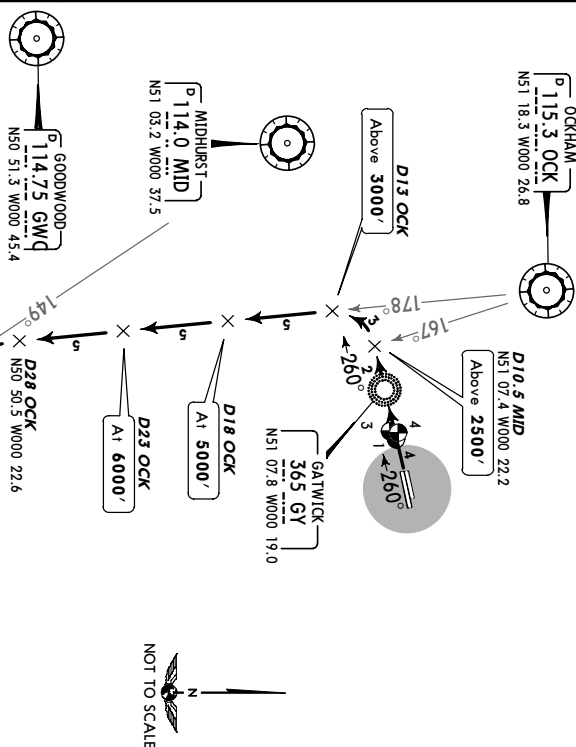 OCKHAM
D 115.3 OCK
N51 18.3 W000 26.8
MIDHURST
D 114.0 MID
N51 03.2 W000 37.5
GOODWOOD
D 114.75 GWC
N50 51.3 W000 45.4
D13 OCK
Above 3000'
D10.5 MID
N51 07.4 W000 22.2
Above 2500'
178°
167°
3
260°
2
4
3
1
4
260°
GATWICK
365 GY
N51 07.8 W000 19.0
5
D18 OCK
At 5000'
5
D23 OCK
At 6000'
5
149°
D28 OCK
N50 50.5 W000 22.6
N
NOT TO SCALE